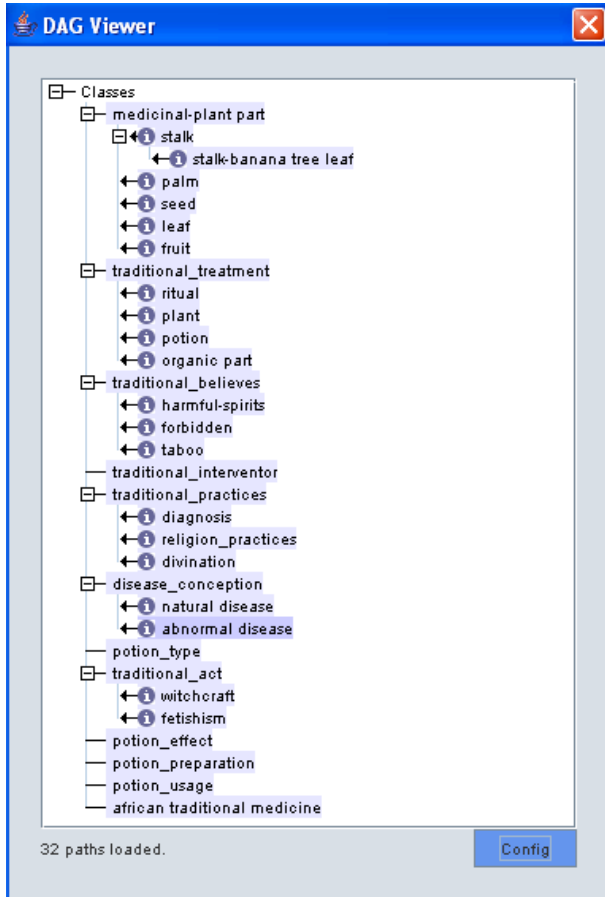 DAG Viewer
Classes
medicinal-plant part
stalk
stalk-banana tree leaf
palm
seed
leaf
fruit
traditional_treatment
ritual
plant
potion
organic part
traditional_believes
harmful-spirits
forbidden
taboo
traditional_interventor
traditional_practices
diagnosis
religion_practices
divination
disease_conception
natural disease
abnormal disease
potion_type
traditional_act
witchcraft
fetishism
potion_effect
potion_preparation
potion_usage
african traditional medicine
32 paths loaded. Config